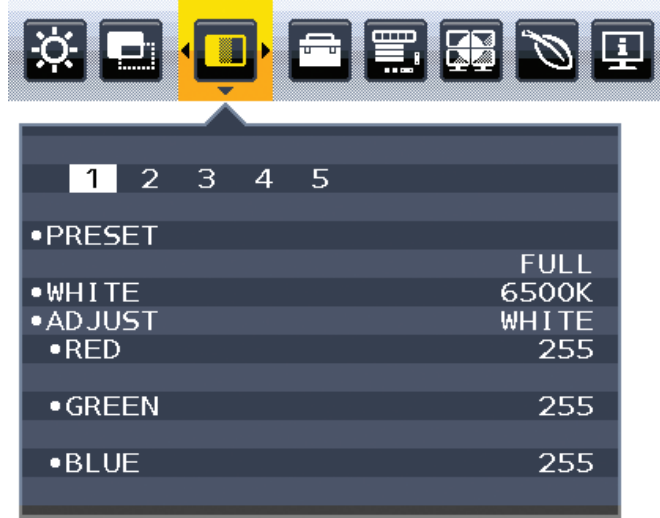 1 2 3 4 5
•PRESET
FULL
•WHITE 6500K
•ADJUST WHITE
•RED 255
•GREEN 255
•BLUE 255